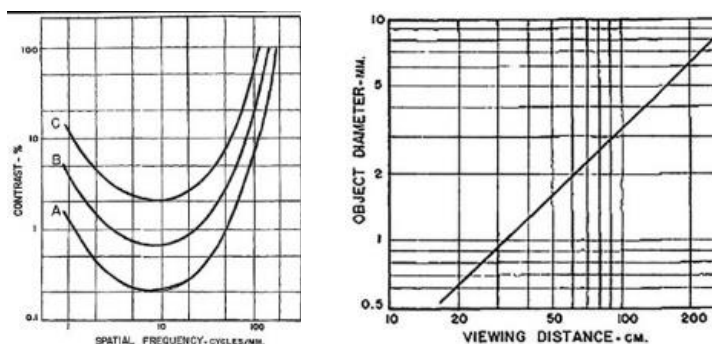 100
10
1
0.1
CONTRAST - %
C
B
A
1
10
100
SPATIAL FREQUENCY - CYCLES/MM.
10
5
2
1
0.5
OBJECT DIAMETER - MM.
10
20
50
100
200
VIEWING DISTANCE - CM.